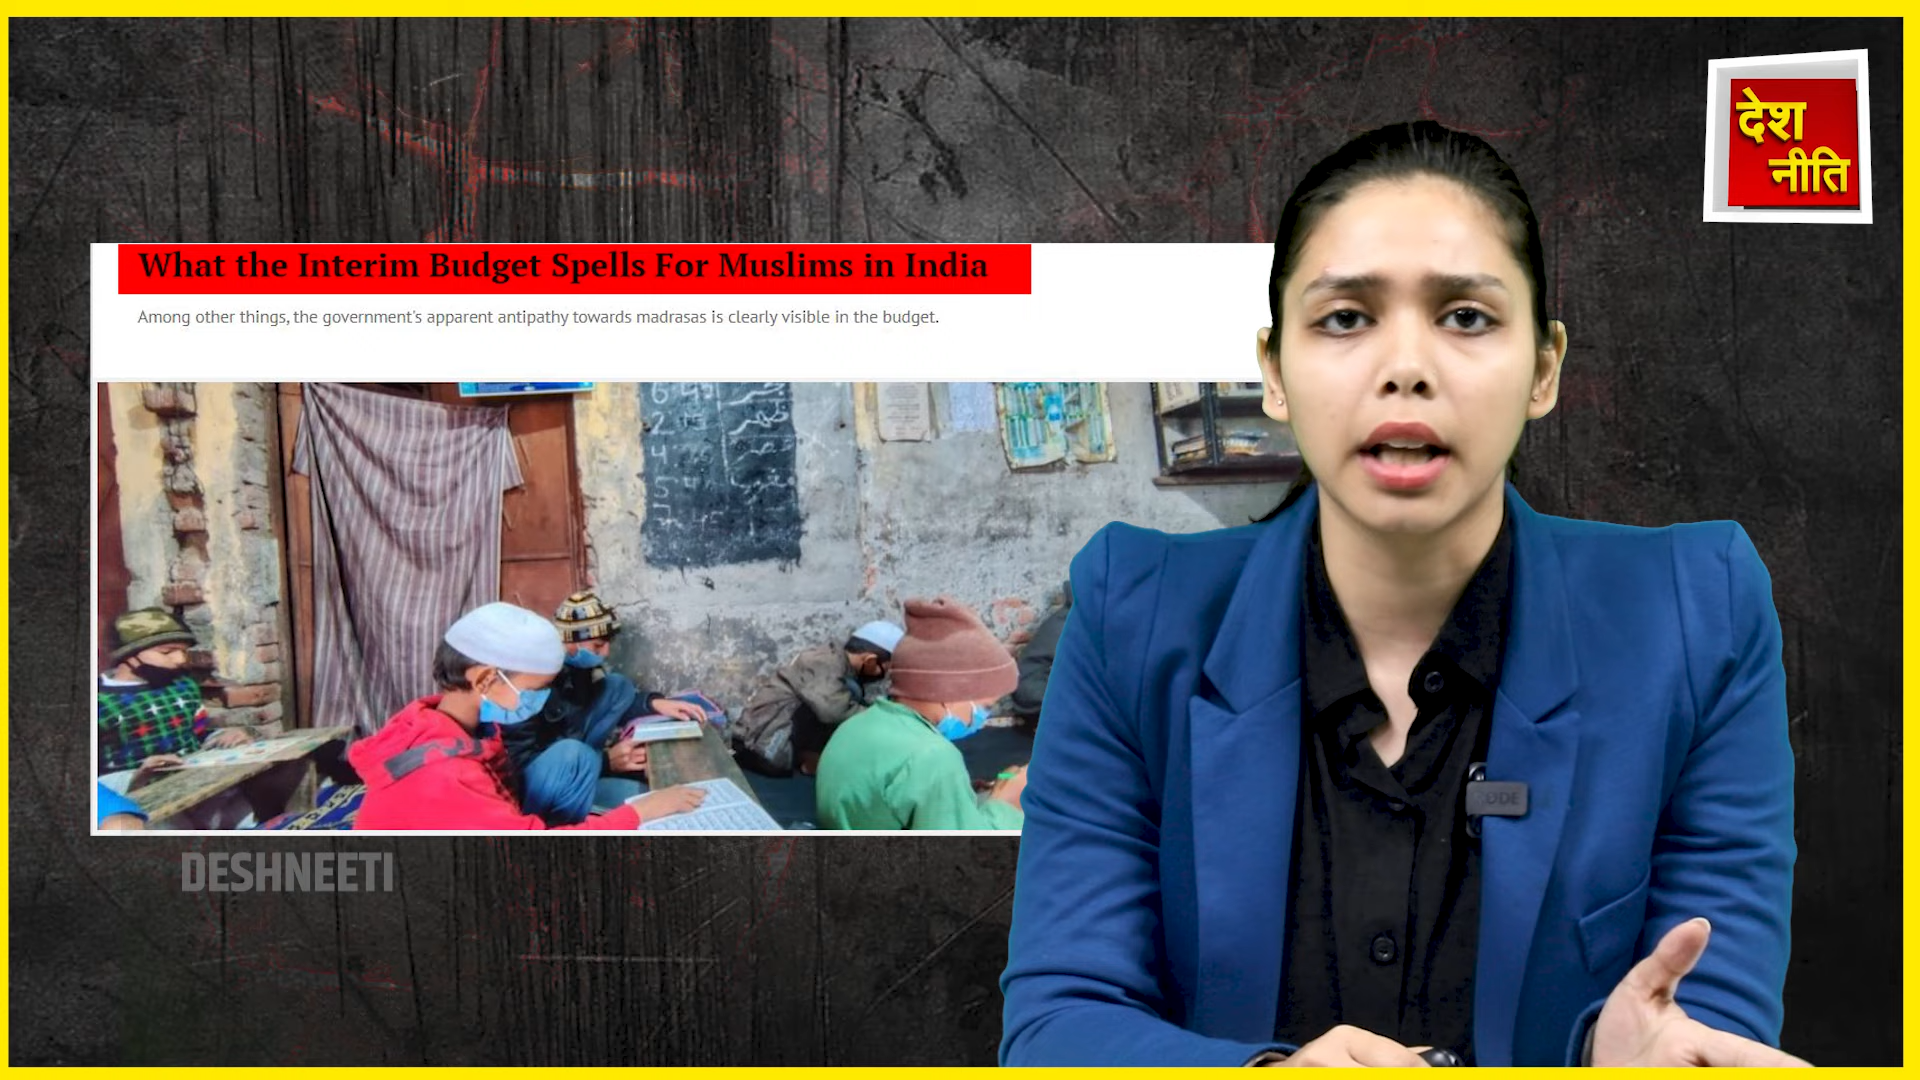 देश
नीति
What the Interim Budget Spells For Muslims in India
Among other things, the government's apparent antipathy towards madrasas is clearly visible in the budget.
DESHNEETI